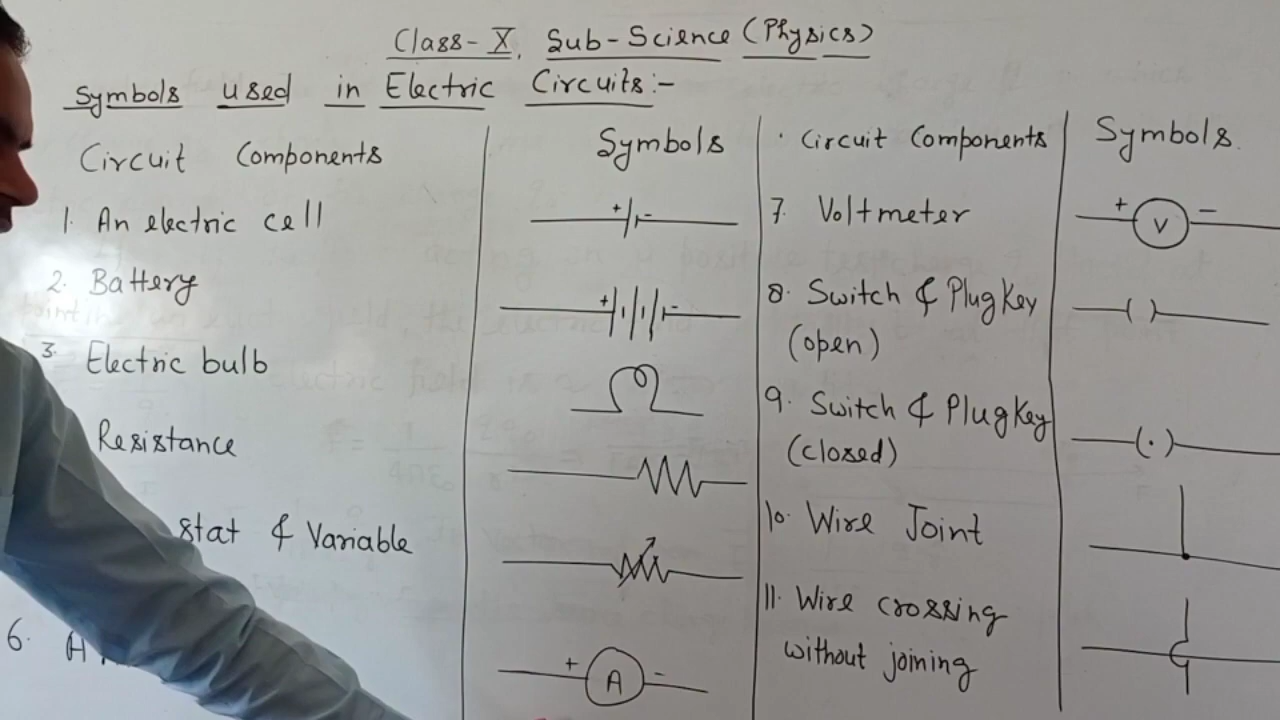 Class-X, Sub-Science (Physics)
Symbols used in Electric Circuits:-
Circuit Components
Symbols
1. An electric cell
+ -
2. Battery
+ -
3. Electric bulb
Resistance
stat & Variable
6. A
+ A -
Circuit Components
Symbols.
7. Voltmeter
+ V -
8. Switch & Plug Key
(open)
9. Switch & Plug Key
(closed)
10. Wire Joint
11. Wire crossing
without joining